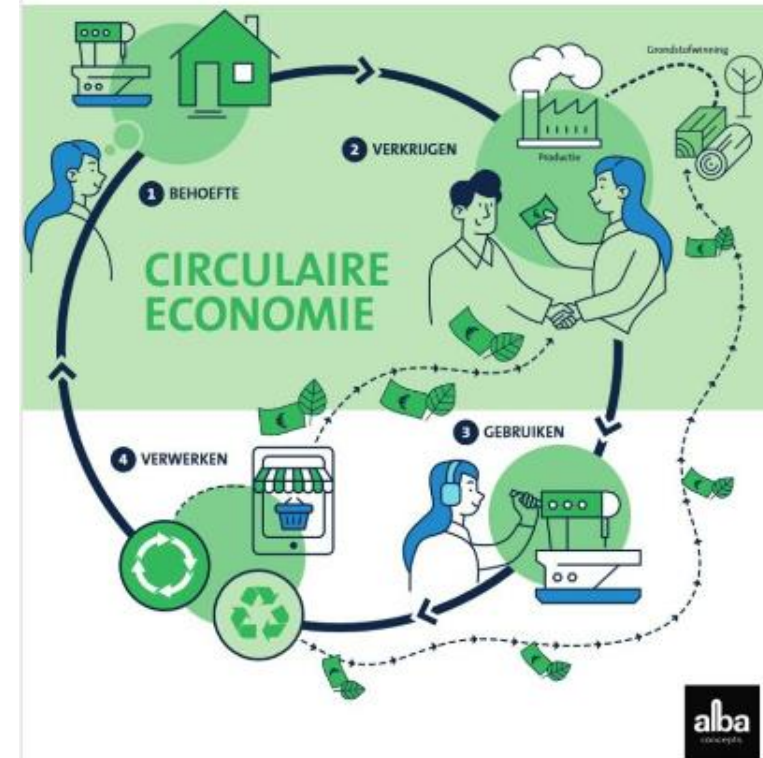 Grondstofwinning
2 VERKRIJGEN
Productie
1 BEHOEFTE
CIRCULAIRE
ECONOMIE
3 GEBRUIKEN
4 VERWERKEN
alba
concepts